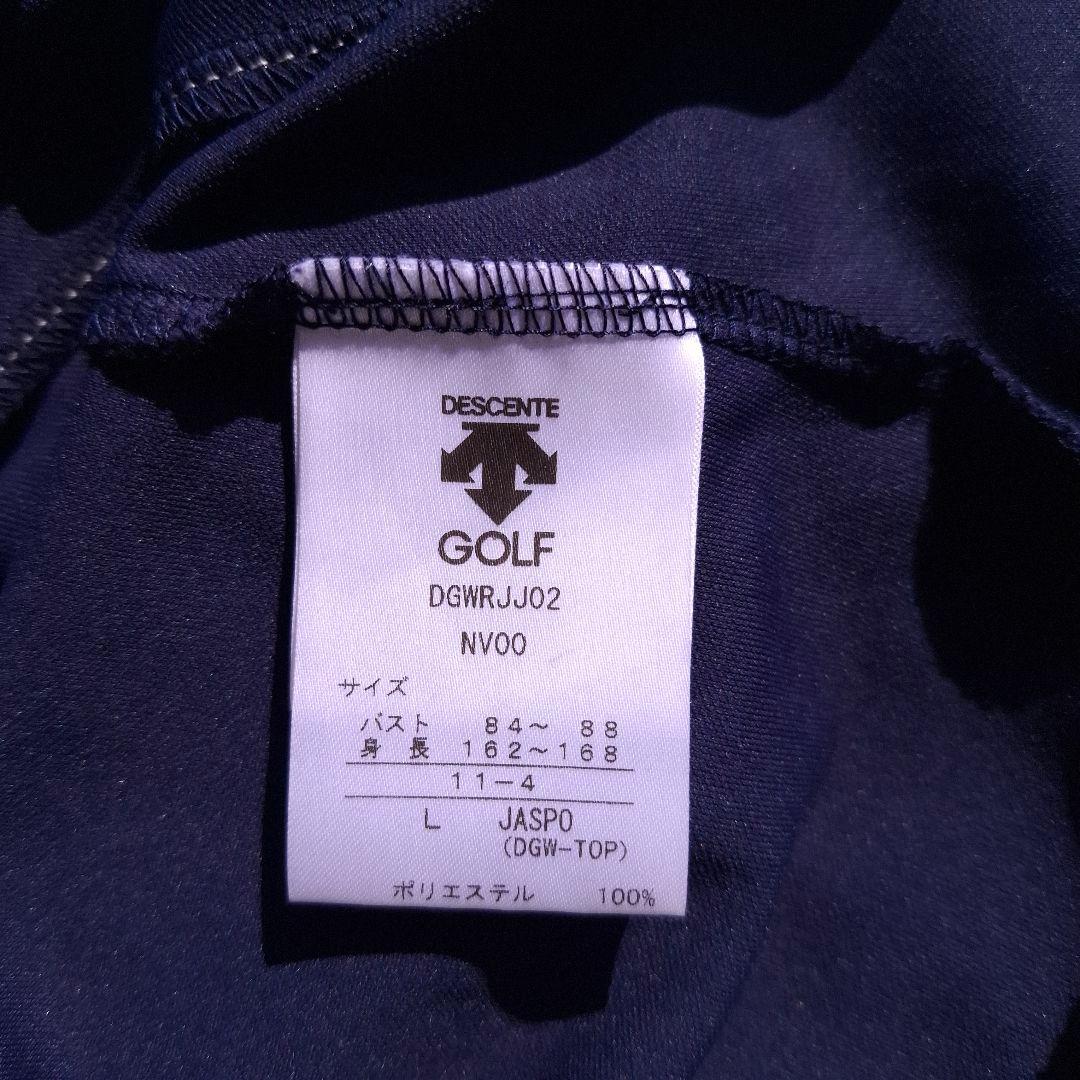 DESCENTE
GOLF
DGWRJJ02
NV00
サイズ
バスト 84～ 88
身 長 162～168
11-4
L JASPO
(DGW-TOP)
ポリエステル 100%